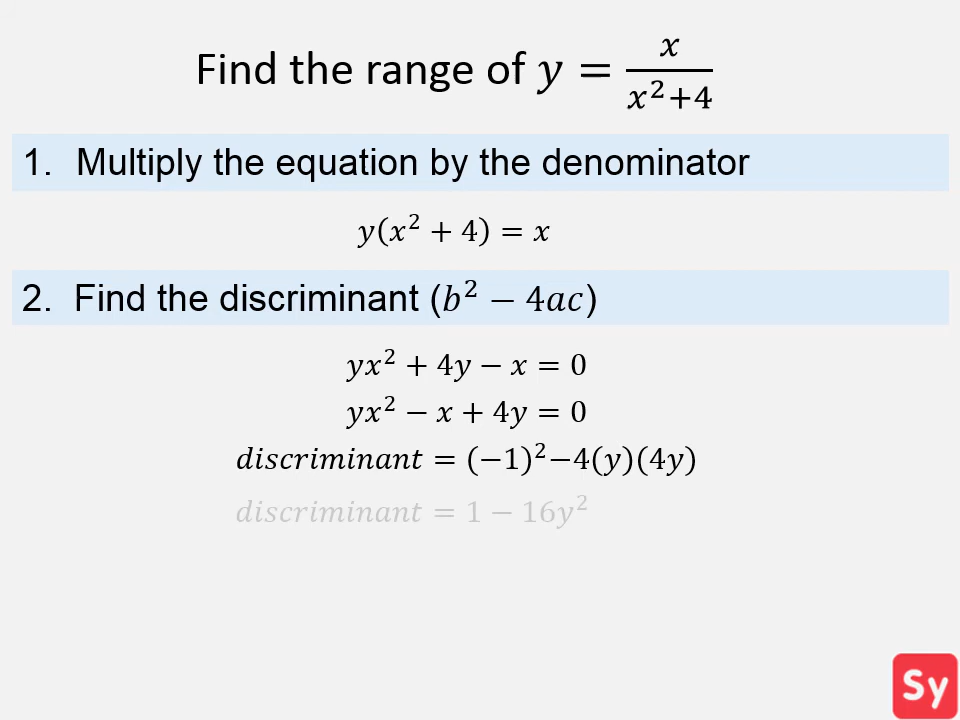 Find the range of y = x/(x²+4)
1. Multiply the equation by the denominator
y(x² + 4) = x
2. Find the discriminant (b² − 4ac)
yx² + 4y − x = 0
yx² − x + 4y = 0
discriminant = (−1)²−4(y)(4y)
discriminant = 1 − 16y²
Sy